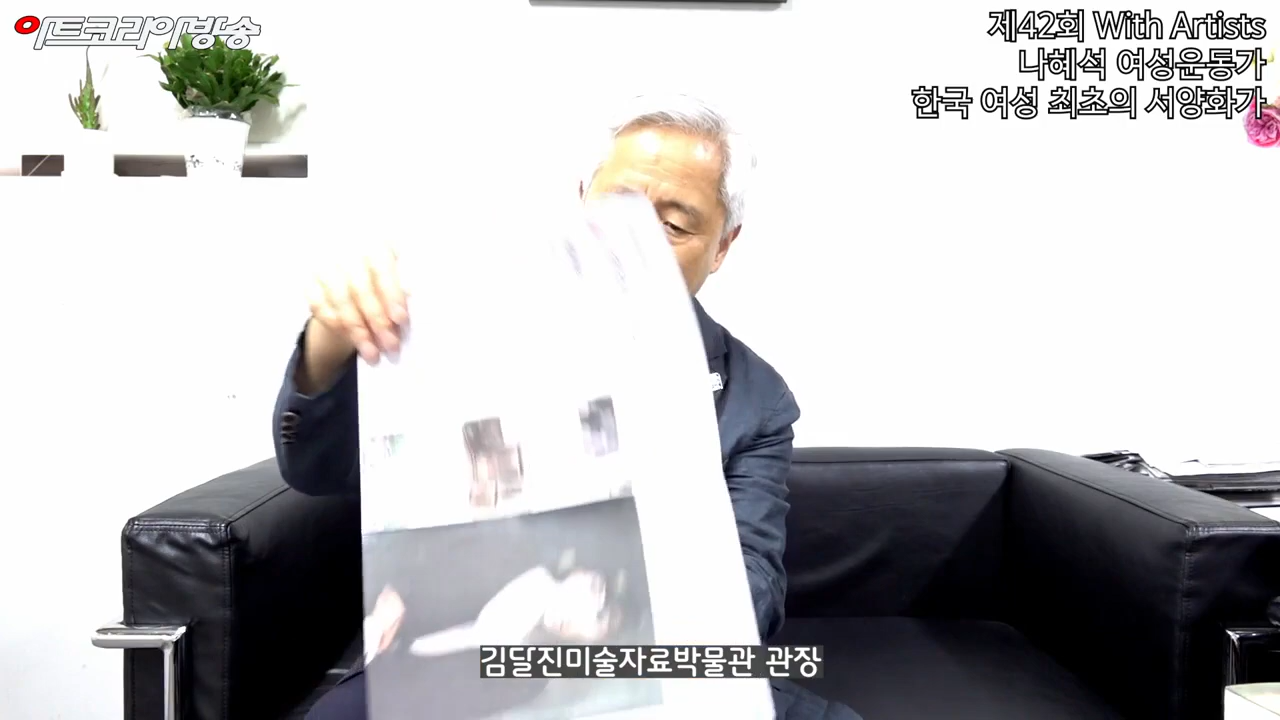 아트코리아방송
제42회 With Artists
나혜석 여성운동가
한국 여성 최초의 서양화가
김달진미술자료박물관 관장